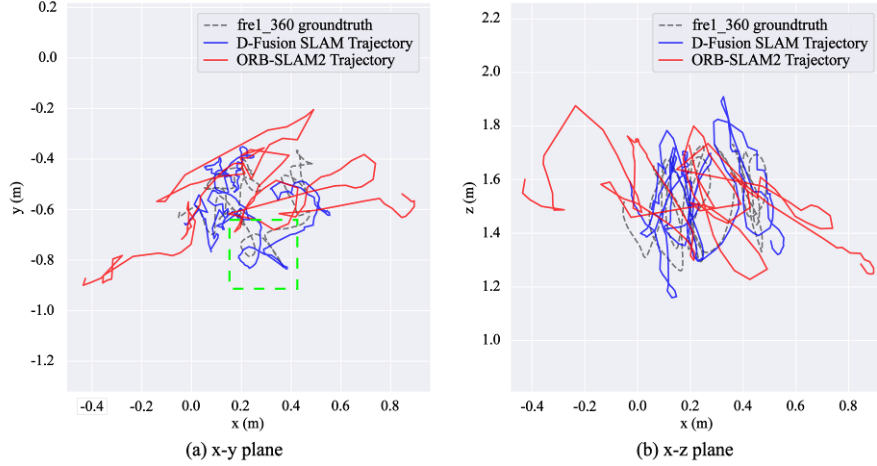 0.2
0.0
-0.2
-0.4
-0.6
-0.8
-1.0
-1.2
y (m)
fre1_360 groundtruth
D-Fusion SLAM Trajectory
ORB-SLAM2 Trajectory
-0.4
-0.2
0.0
0.2
0.4
0.6
0.8
x (m)
(a) x-y plane
2.2
2.0
1.8
1.6
1.4
1.2
1.0
z (m)
fre1_360 groundtruth
D-Fusion SLAM Trajectory
ORB-SLAM2 Trajectory
-0.4
-0.2
0.0
0.2
0.4
0.6
0.8
x (m)
(b) x-z plane